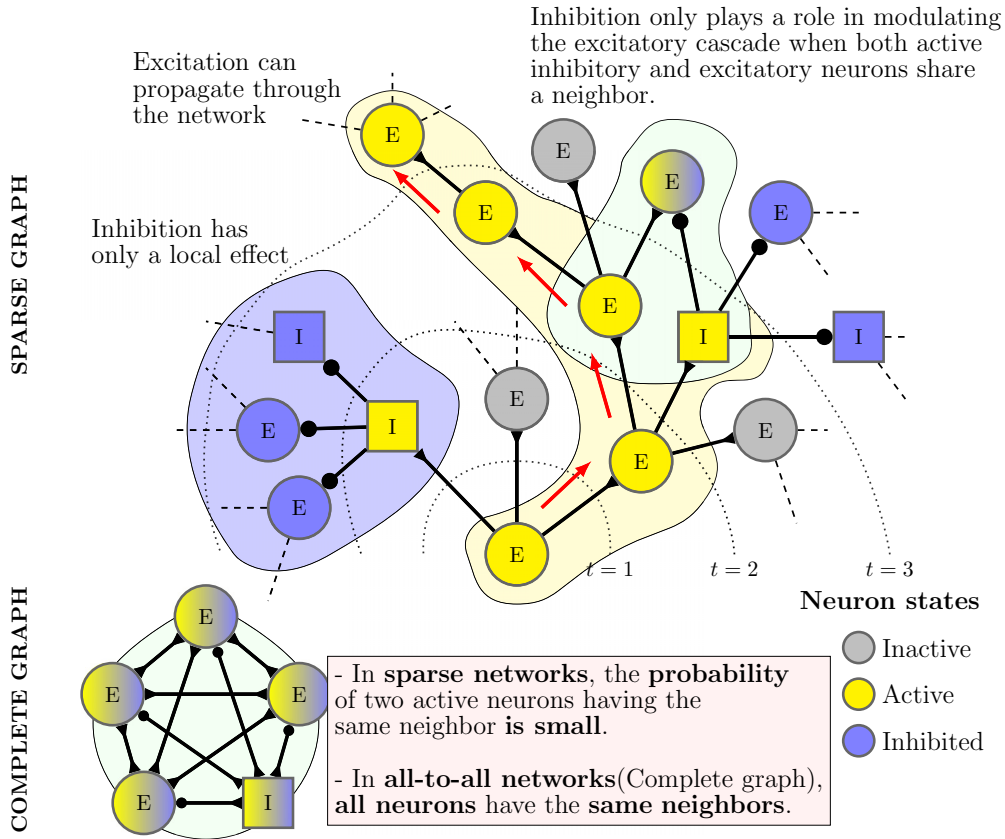 Inhibition only plays a role in modulating
the excitatory cascade when both active
inhibitory and excitatory neurons share
a neighbor.
Excitation can
propagate through
the network
Inhibition has
only a local effect
SPARSE GRAPH
E
E
E
E
E
E
I
I
I
E
I
E
E
E
E
E
E
t = 1
t = 2
t = 3
COMPLETE GRAPH
E
E
E
E
I
- In sparse networks, the probability
of two active neurons having the
same neighbor is small.
- In all-to-all networks(Complete graph),
all neurons have the same neighbors.
Neuron states
Inactive
Active
Inhibited